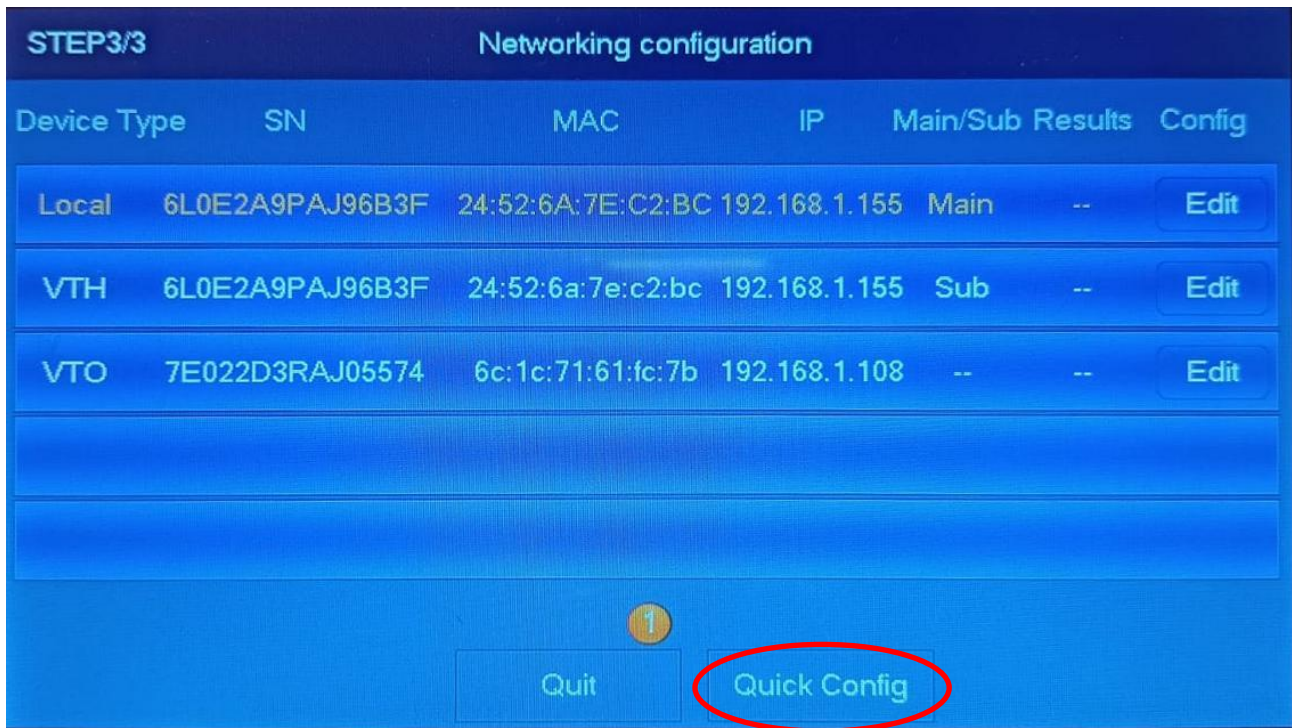 STEP3/3 Networking configuration
Device Type SN MAC IP Main/Sub Results Config
Local 6L0E2A9PAJ96B3F 24:52:6A:7E:C2:BC 192.168.1.155 Main -- Edit
VTH 6L0E2A9PAJ96B3F 24:52:6a:7e:c2:bc 192.168.1.155 Sub -- Edit
VTO 7E022D3RAJ05574 6c:1c:71:61:fc:7b 192.168.1.108 -- -- Edit
1
Quit Quick Config